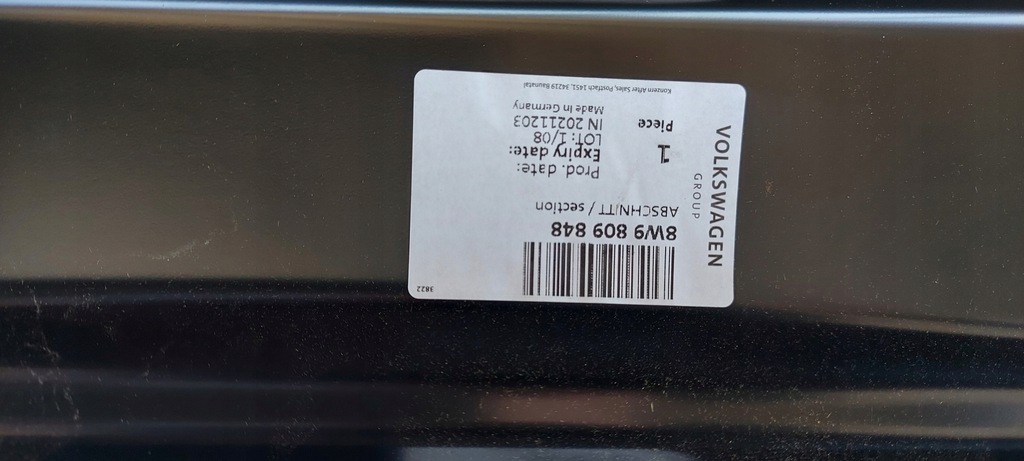 3822
8W9 809 848
ABSCHNITT / section
Prod. date:
Expiry date:
LOT: 1/08
IN 20211203
Made In Germany
1
Piece
Konzern After Sales, Postfach 1451, 34219 Baunatal
VOLKSWAGEN
GROUP